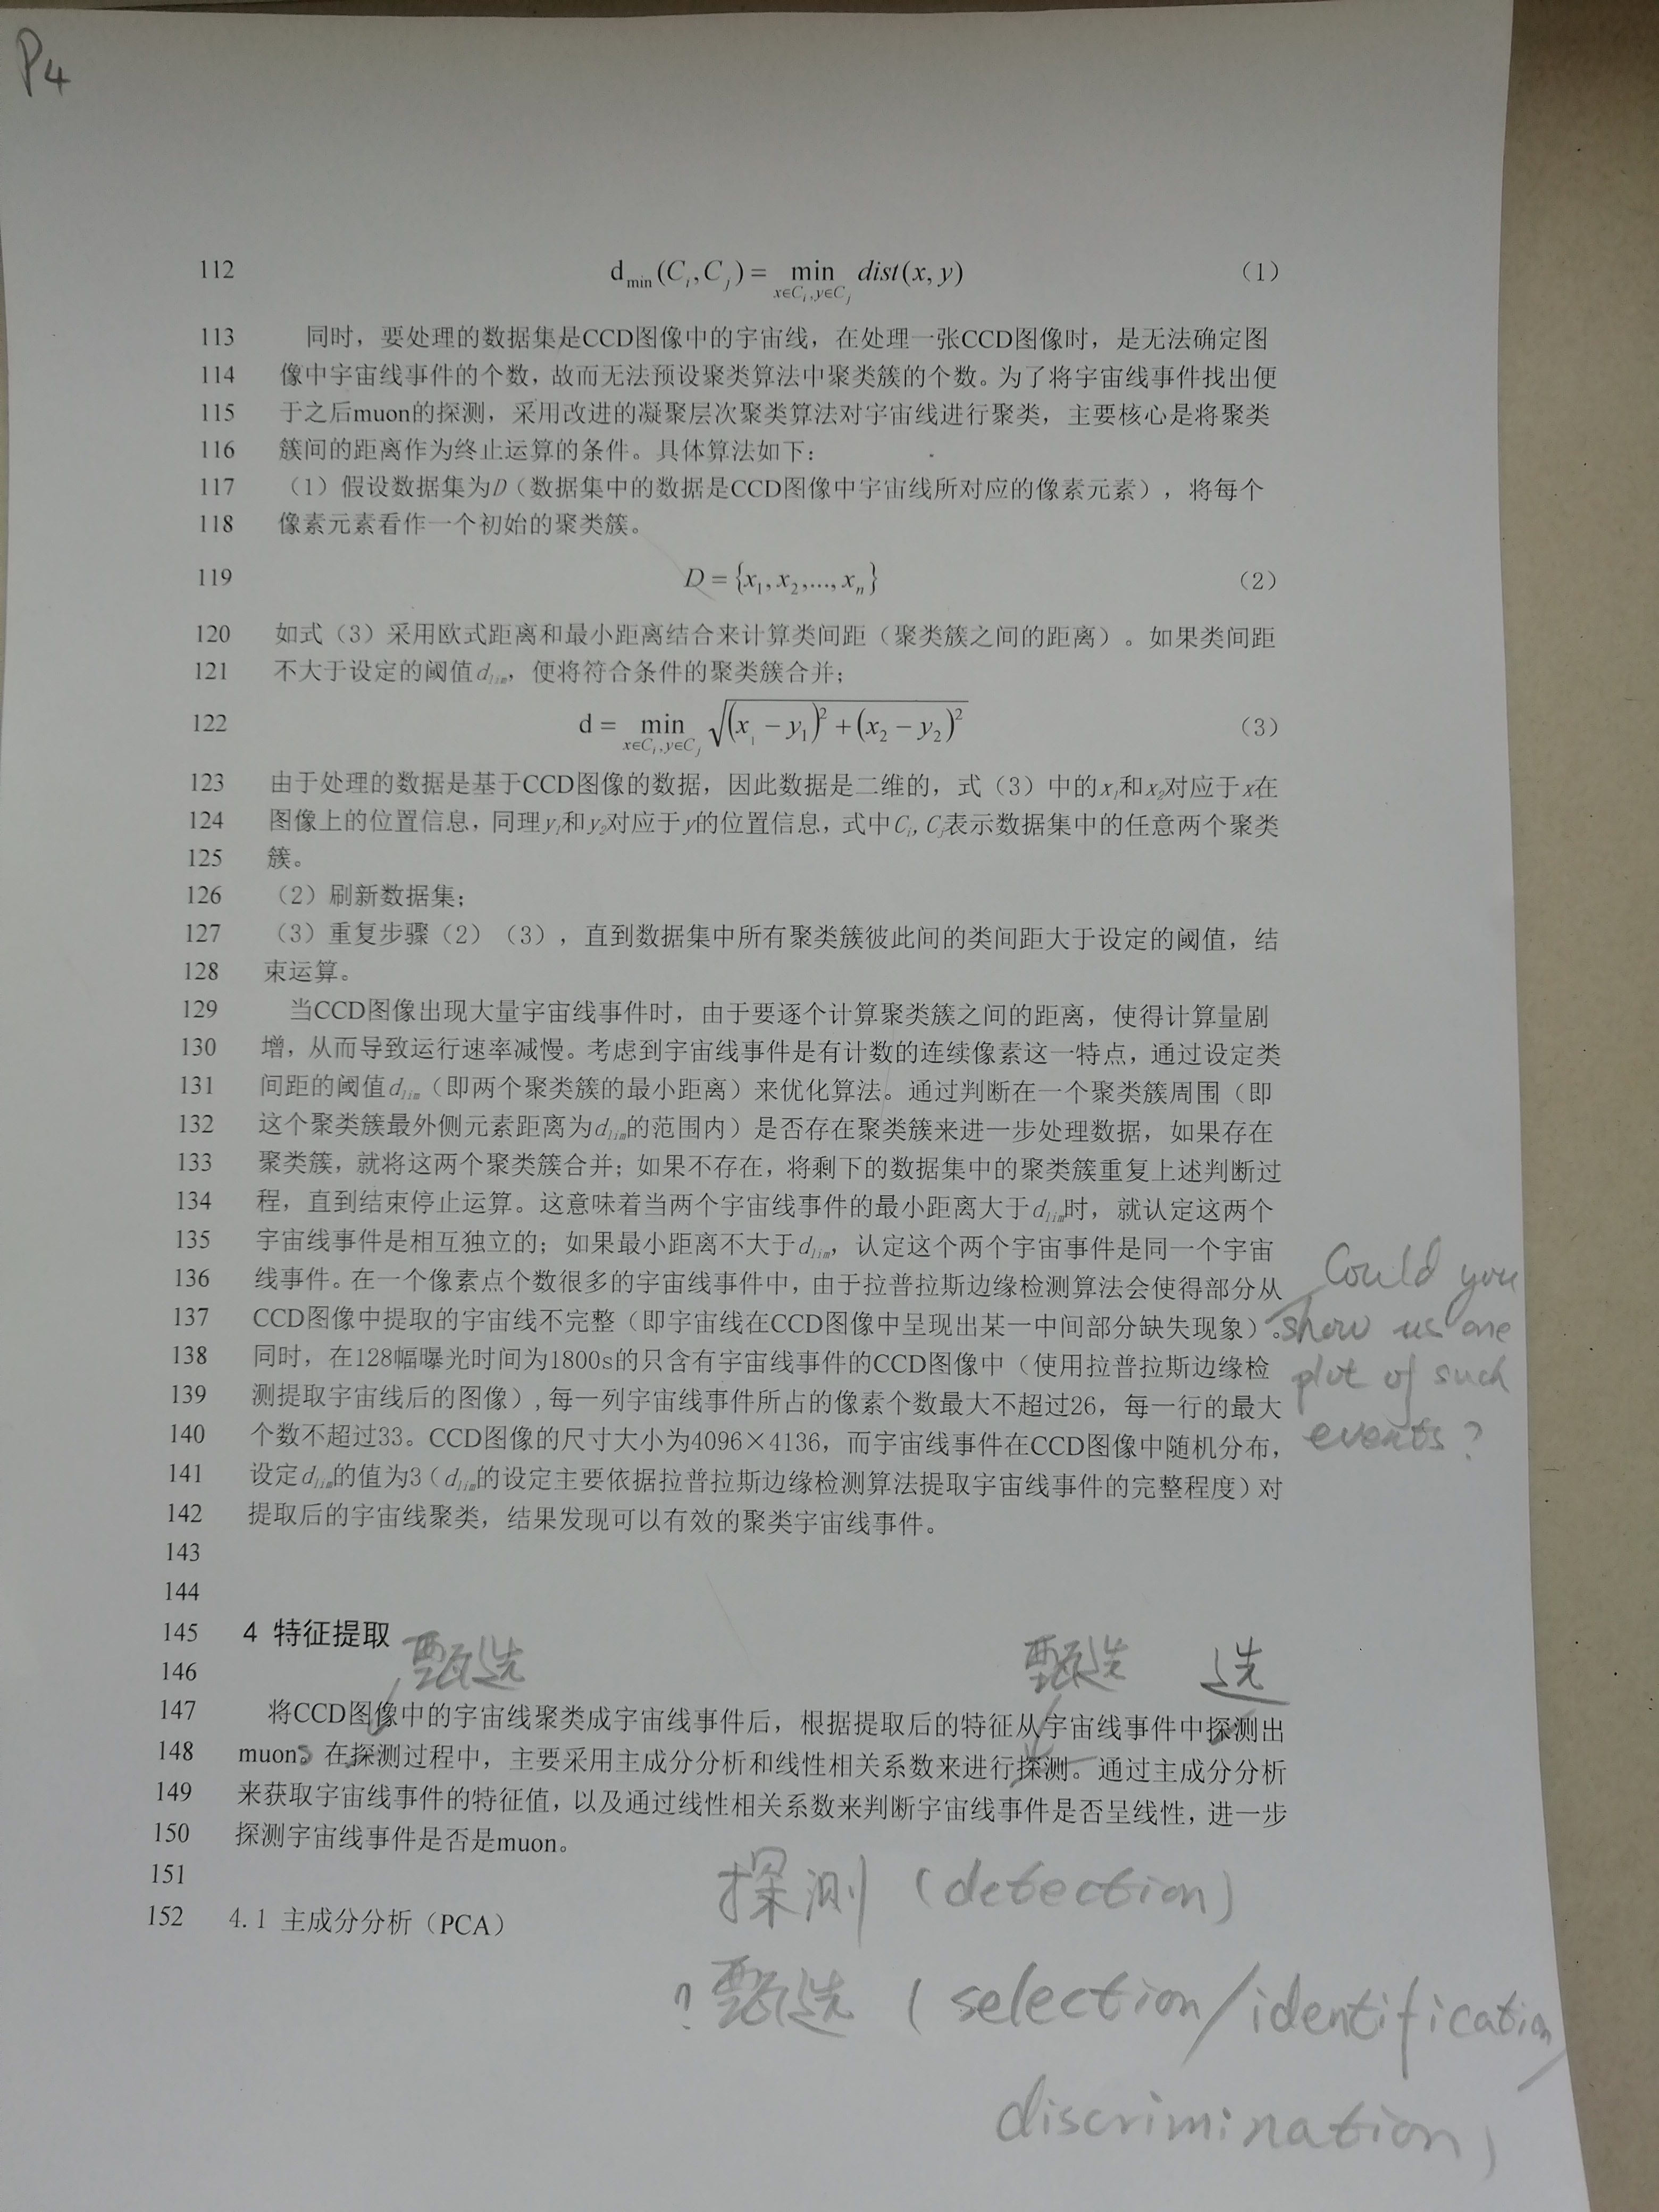 P4
112 d_min(C_i,C_j)= min_{x∈C_i,y∈C_j} dist(x,y) （1）
113 同时，要处理的数据集是CCD图像中的宇宙线，在处理一张CCD图像时，是无法确定图
114 像中宇宙线事件的个数，故而无法预设聚类算法中聚类簇的个数。为了将宇宙线事件找出便
115 于之后muon的探测，采用改进的凝聚层次聚类算法对宇宙线进行聚类，主要核心是将聚类
116 簇间的距离作为终止运算的条件。具体算法如下：
117 （1）假设数据集为D（数据集中的数据是CCD图像中宇宙线所对应的像素元素），将每个
118 像素元素看作一个初始的聚类簇。
119 D={x_1,x_2,...,x_n} （2）
120 如式（3）采用欧式距离和最小距离结合来计算类间距（聚类簇之间的距离）。如果类间距
121 不大于设定的阈值d_lim，便将符合条件的聚类簇合并；
122 d= min_{x∈C_i,y∈C_j} √((x_1−y_1)^2+(x_2−y_2)^2) （3）
123 由于处理的数据是基于CCD图像的数据，因此数据是二维的，式（3）中的x_1和x_2对应于x在
124 图像上的位置信息，同理y_1和y_2对应于y的位置信息，式中C_i，C_j表示数据集中的任意两个聚类
125 簇。
126 （2）刷新数据集；
127 （3）重复步骤（2）（3），直到数据集中所有聚类簇彼此间的类间距大于设定的阈值，结
128 束运算。
129 当CCD图像出现大量宇宙线事件时，由于要逐个计算聚类簇之间的距离，使得计算量剧
130 增，从而导致运行速率减慢。考虑到宇宙线事件是有计数的连续像素这一特点，通过设定类
131 间距的阈值d_lim（即两个聚类簇的最小距离）来优化算法。通过判断在一个聚类簇周围（即
132 这个聚类簇最外侧元素距离为d_lim的范围内）是否存在聚类簇来进一步处理数据，如果存在
133 聚类簇，就将这两个聚类簇合并；如果不存在，将剩下的数据集中的聚类簇重复上述判断过
134 程，直到结束停止运算。这意味着当两个宇宙线事件的最小距离大于d_lim时，就认定这两个
135 宇宙线事件是相互独立的；如果最小距离不大于d_lim，认定这个两个宇宙事件是同一个宇宙
136 线事件。在一个像素点个数很多的宇宙线事件中，由于拉普拉斯边缘检测算法会使得部分从
137 CCD图像中提取的宇宙线不完整（即宇宙线在CCD图像中呈现出某一中间部分缺失现象）。
138 同时，在128幅曝光时间为1800s的只含有宇宙线事件的CCD图像中（使用拉普拉斯边缘检
139 测提取宇宙线后的图像），每一列宇宙线事件所占的像素个数最大不超过26，每一行的最大
140 个数不超过33。CCD图像的尺寸大小为4096×4136，而宇宙线事件在CCD图像中随机分布，
141 设定d_lim的值为3（d_lim的设定主要依据拉普拉斯边缘检测算法提取宇宙线事件的完整程度）对
142 提取后的宇宙线聚类，结果发现可以有效的聚类宇宙线事件。
Could you
show us one
plot of such
events?
143
144
145 4 特征提取
甄选 甄选 选
146
147 将CCD图像中的宇宙线聚类成宇宙线事件后，根据提取后的特征从宇宙线事件中探测出
148 muon。在探测过程中，主要采用主成分分析和线性相关系数来进行探测。通过主成分分析
149 来获取宇宙线事件的特征值，以及通过线性相关系数来判断宇宙线事件是否呈线性，进一步
150 探测宇宙线事件是否是muon。
151
探测（detection）
152 4.1 主成分分析（PCA）
?甄选（selection/identification/
discrimination）